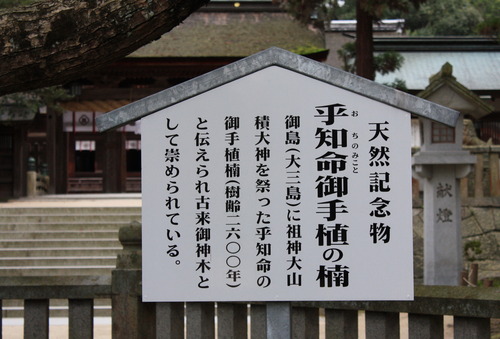 天然記念物
乎知命御手植の楠
おちのみこと
御島(大三島)に祖神大山
積大神を祭った乎知命の
御手植楠(樹齢二六〇〇年)
と伝えられ古来御神木と
して崇められている。
献燈